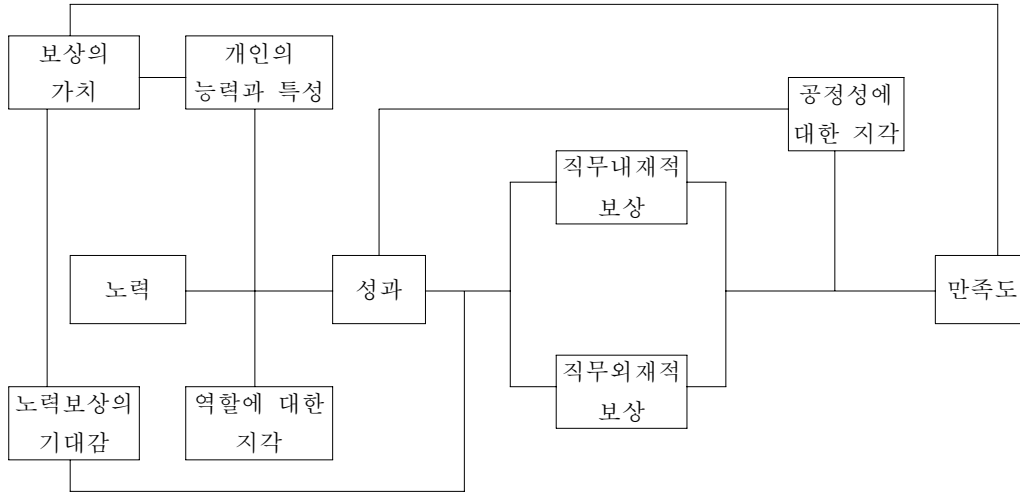 보상의
가치
개인의
능력과 특성
공정성에
대한 지각
직무내재적
보상
노력
성과
만족도
직무외재적
보상
노력보상의
기대감
역할에 대한
지각